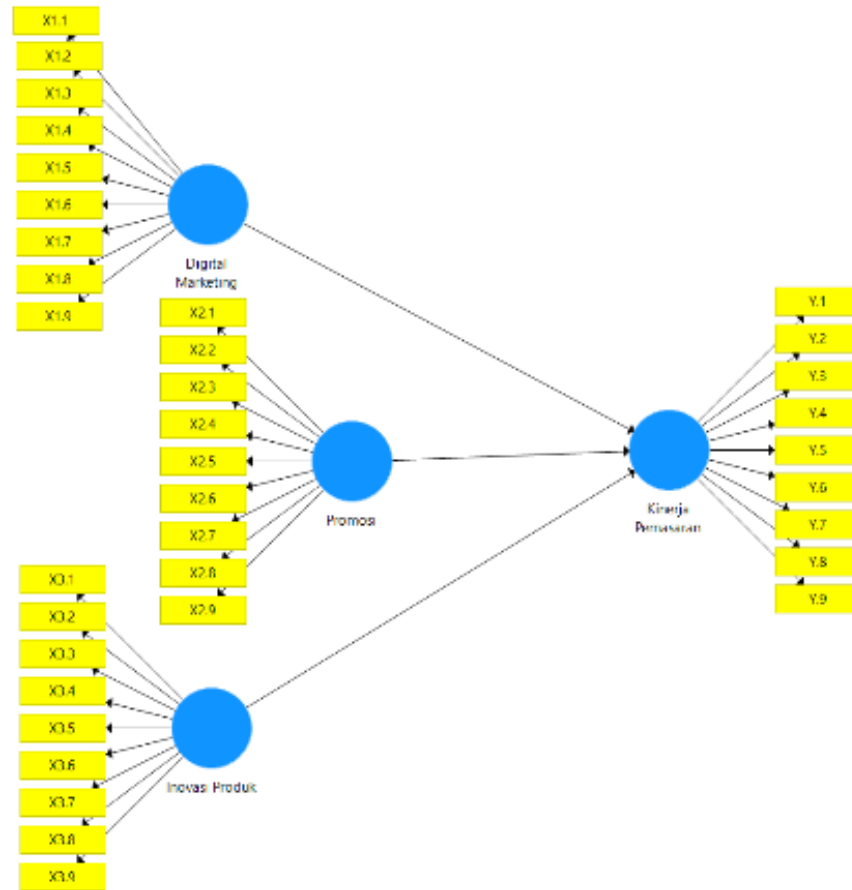 X1.1
X1.2
X1.3
X1.4
X1.5
X1.6
X1.7
X1.8
X1.9
Digital
Marketing
X2.1
X2.2
X2.3
X2.4
X2.5
X2.6
X2.7
X2.8
X2.9
Promosi
X3.1
X3.2
X3.3
X3.4
X3.5
X3.6
X3.7
X3.8
X3.9
Inovasi Produk
Y.1
Y.2
Y.3
Y.4
Y.5
Y.6
Y.7
Y.8
Y.9
Kinerja
Pemasaran